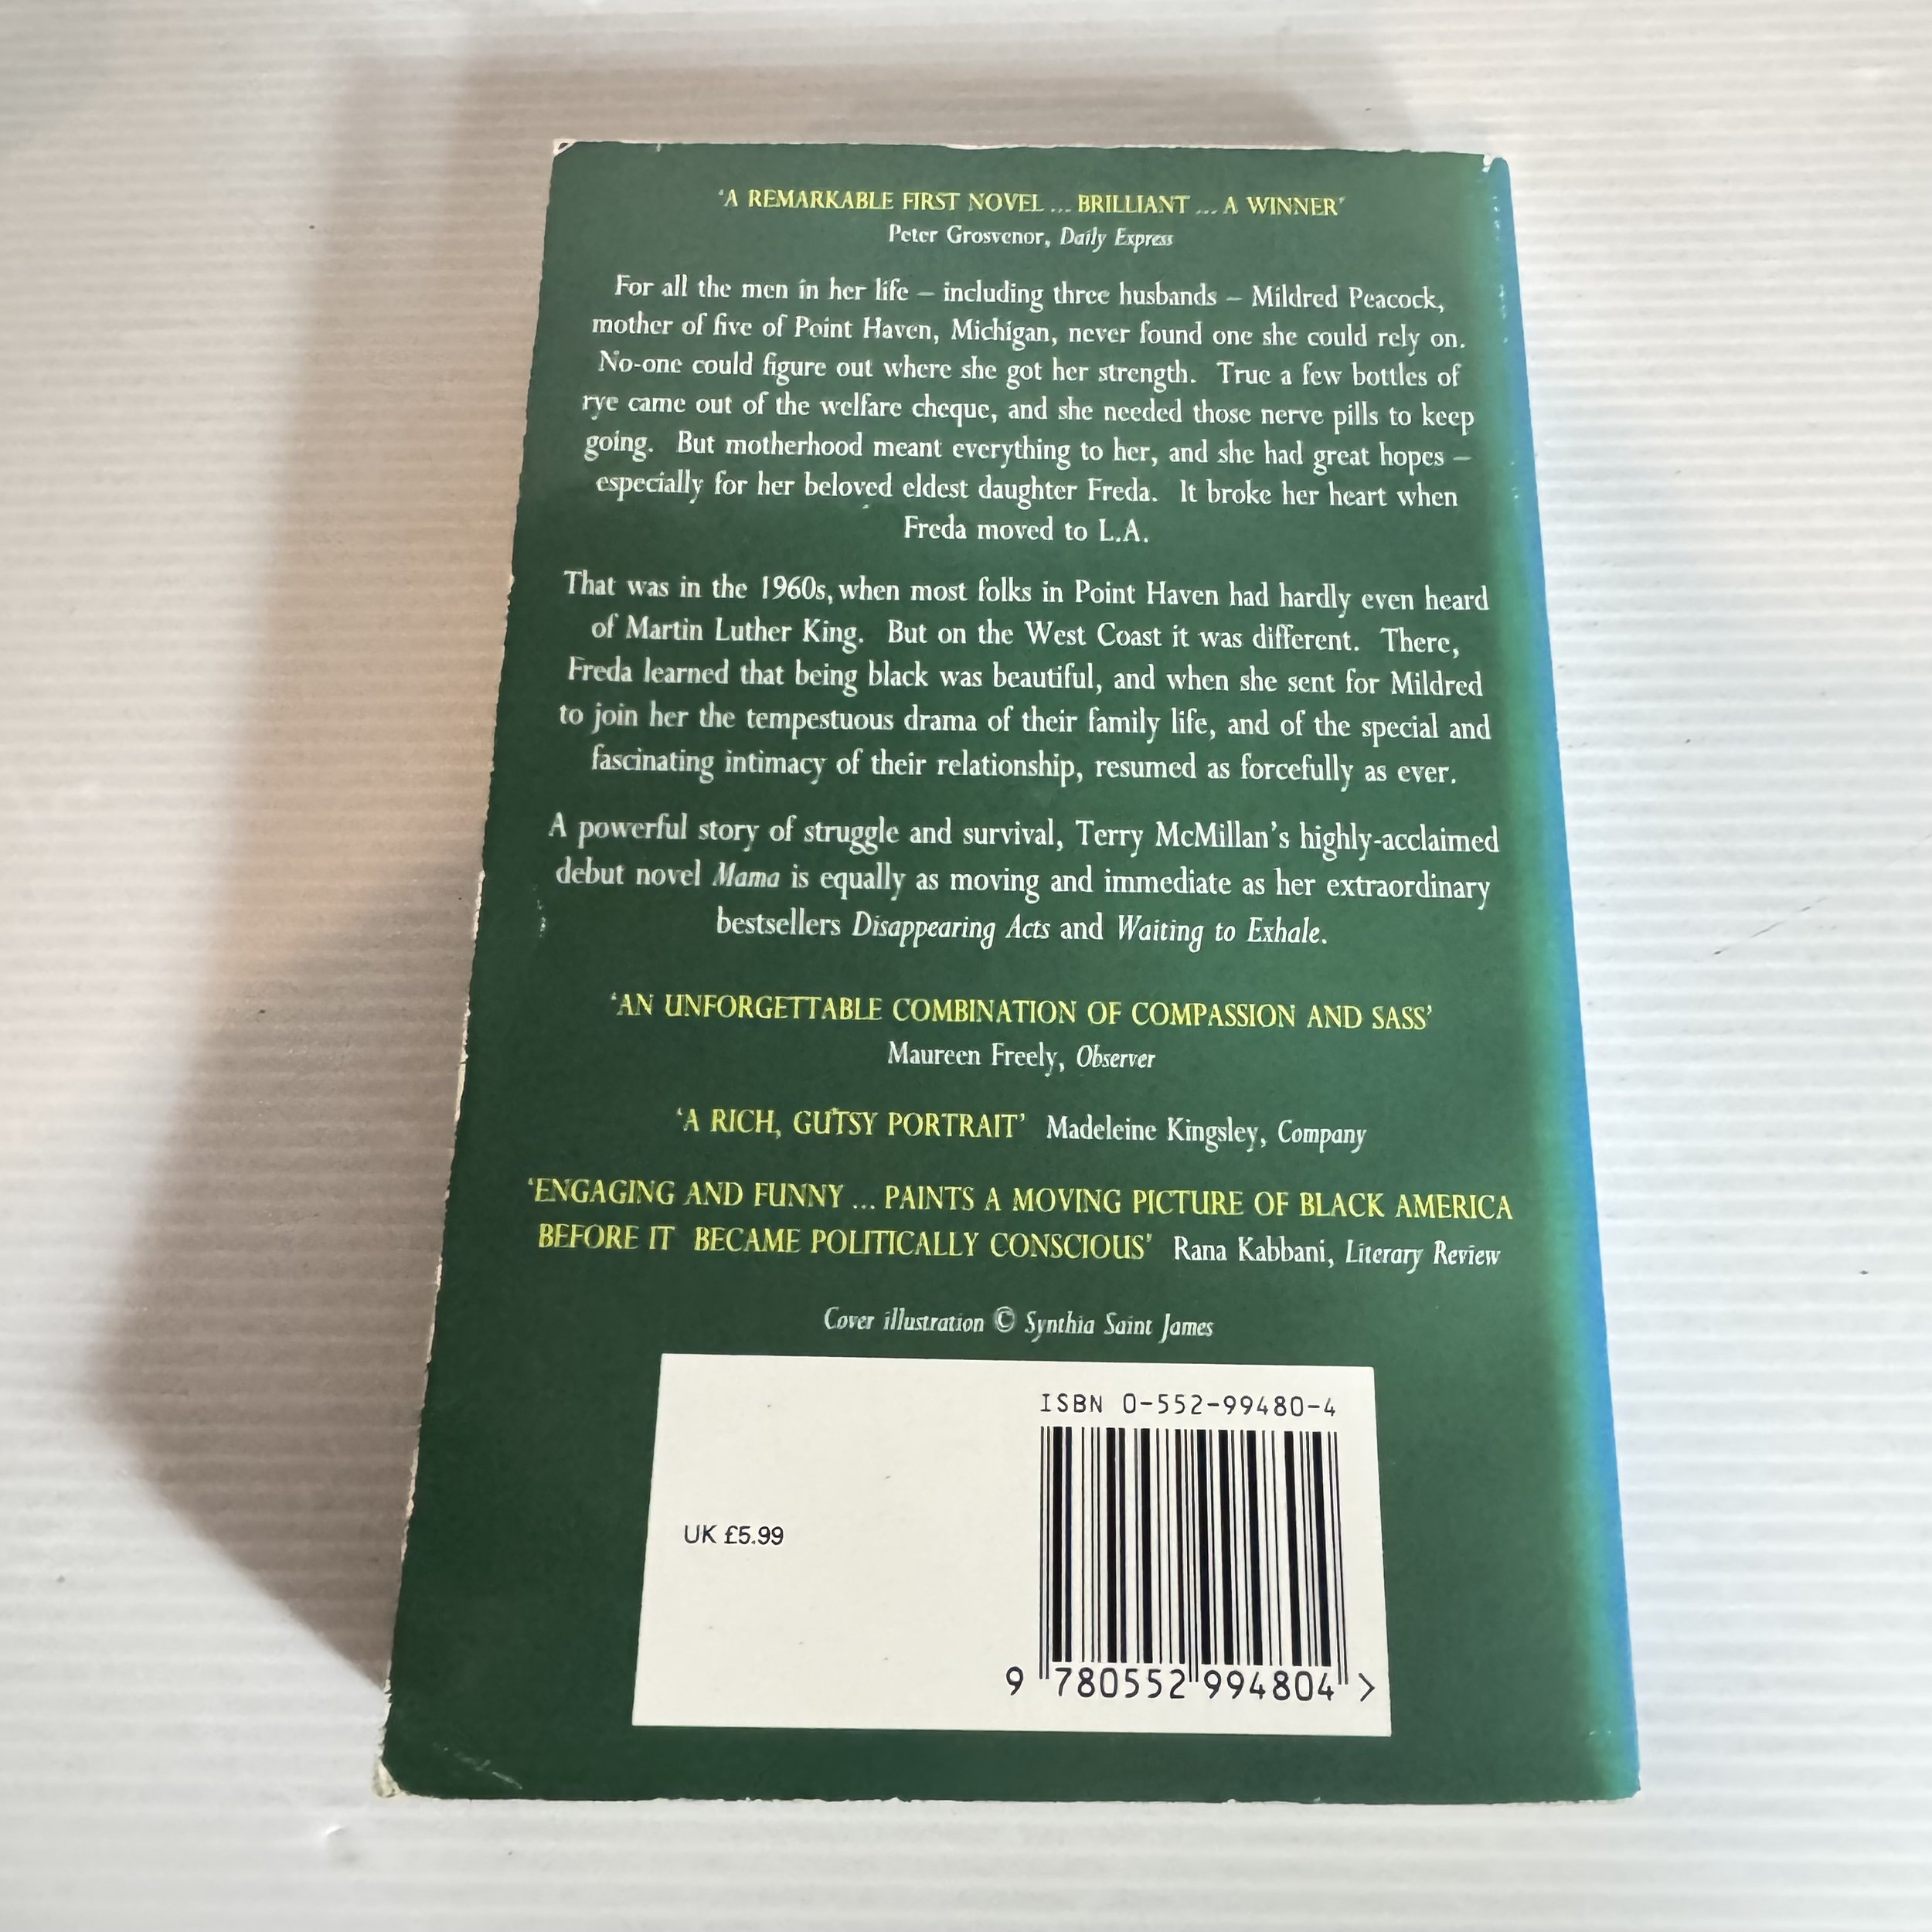 ‘A REMARKABLE FIRST NOVEL ... BRILLIANT ... A WINNER’
Peter Grosvenor, Daily Express
For all the men in her life – including three husbands – Mildred Peacock,
mother of five of Point Haven, Michigan, never found one she could rely on.
No-one could figure out where she got her strength. True a few bottles of
rye came out of the welfare cheque, and she needed those nerve pills to keep
going. But motherhood meant everything to her, and she had great hopes –
especially for her beloved eldest daughter Freda. It broke her heart when
Freda moved to L.A.
That was in the 1960s, when most folks in Point Haven had hardly even heard
of Martin Luther King. But on the West Coast it was different. There,
Freda learned that being black was beautiful, and when she sent for Mildred
to join her the tempestuous drama of their family life, and of the special and
fascinating intimacy of their relationship, resumed as forcefully as ever.
A powerful story of struggle and survival, Terry McMillan’s highly-acclaimed
debut novel Mama is equally as moving and immediate as her extraordinary
bestsellers Disappearing Acts and Waiting to Exhale.
‘AN UNFORGETTABLE COMBINATION OF COMPASSION AND SASS’
Maureen Freely, Observer
‘A RICH, GUTSY PORTRAIT’ Madeleine Kingsley, Company
‘ENGAGING AND FUNNY ... PAINTS A MOVING PICTURE OF BLACK AMERICA
BEFORE IT BECAME POLITICALLY CONSCIOUS’ Rana Kabbani, Literary Review
Cover illustration © Synthia Saint James
ISBN 0-552-99480-4
UK £5.99
9 780552 994804 >